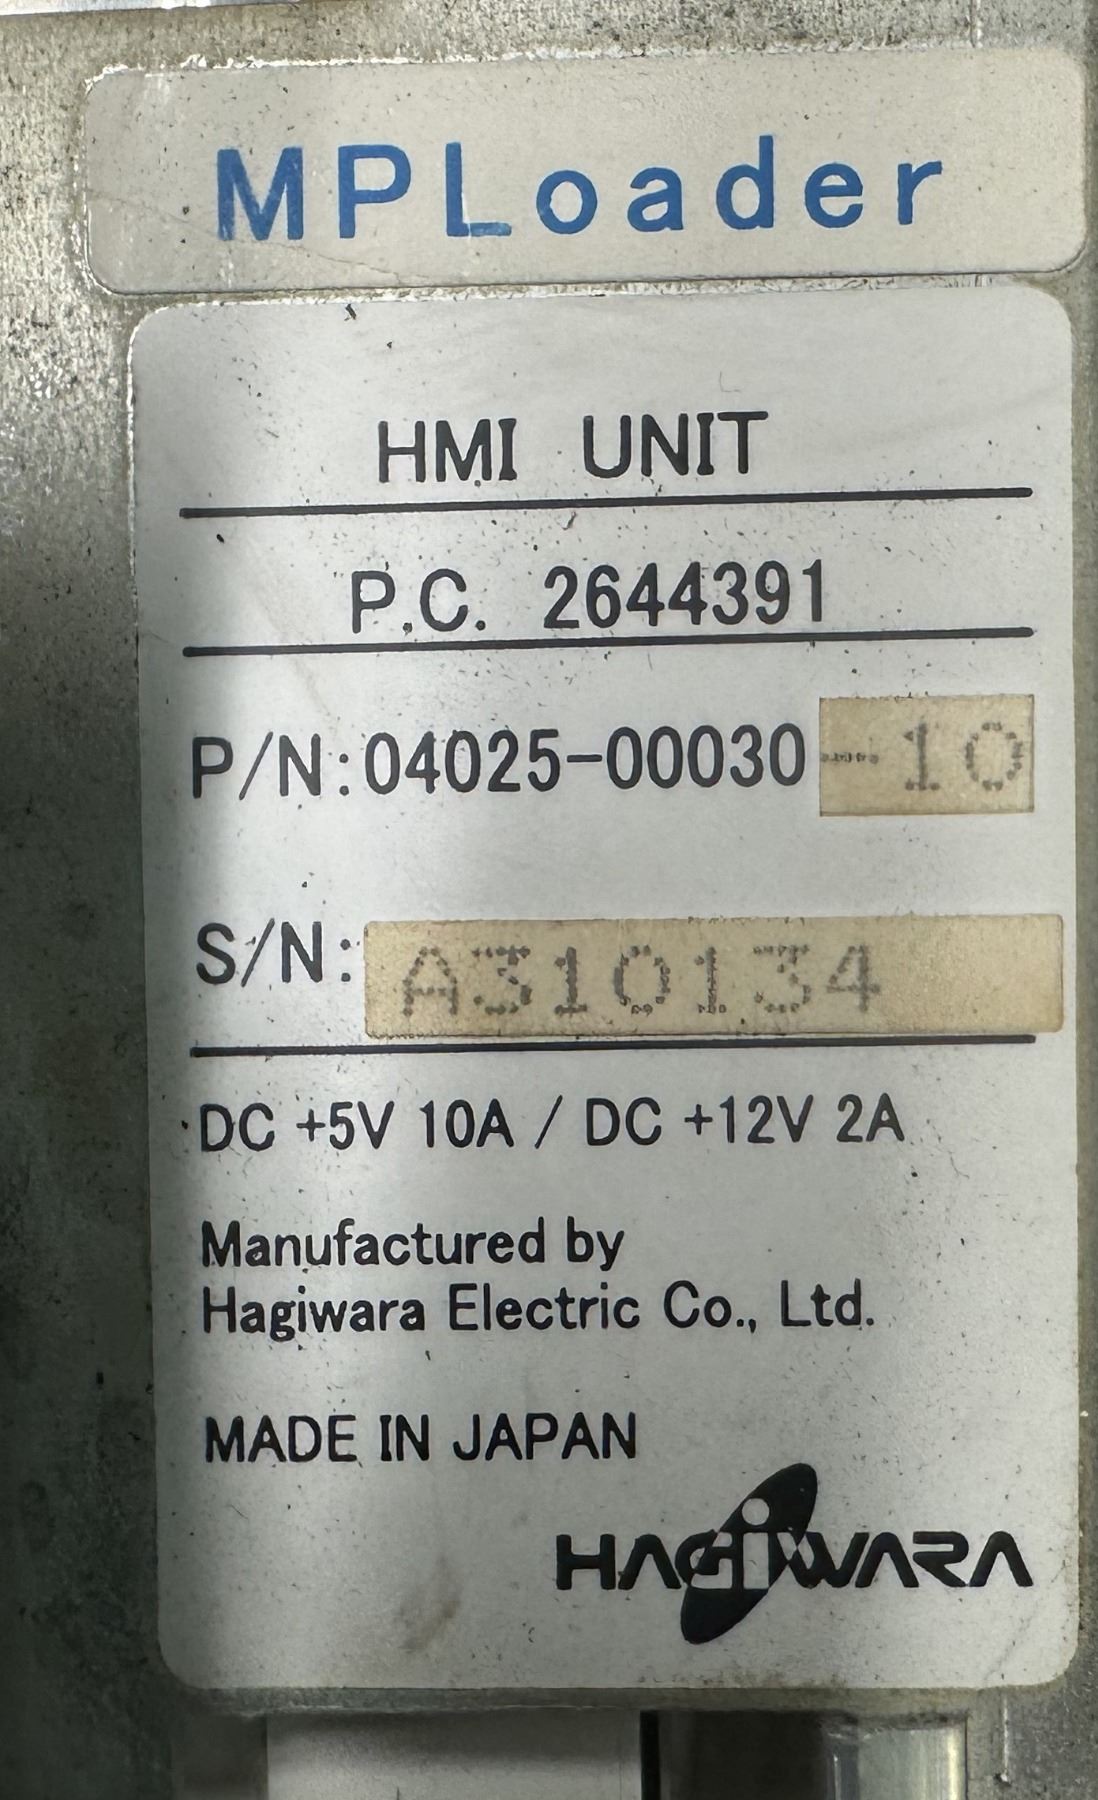 MPLoader
HMI UNIT
P.C. 2644391
P/N:04025-00030 -10
S/N: A310134
DC +5V 10A / DC +12V 2A
Manufactured by
Hagiwara Electric Co., Ltd.
MADE IN JAPAN
HAGiWARA